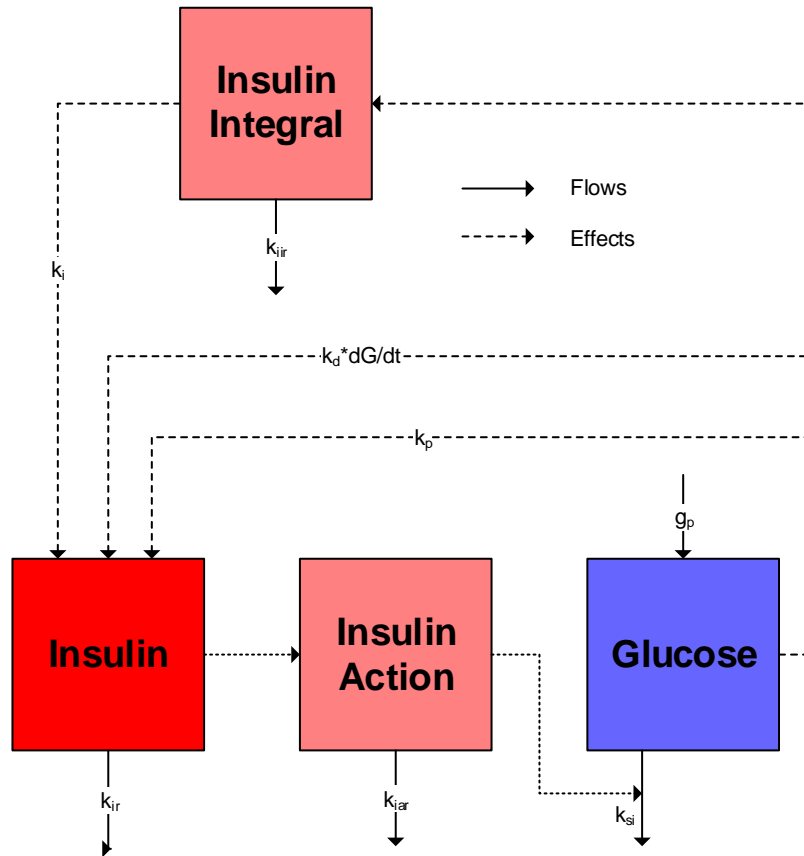 Insulin
Integral
Flows
Effects
kiir
ki
kd*dG/dt
kp
gp
Insulin
Insulin
Action
Glucose
kir
kiar
ksi